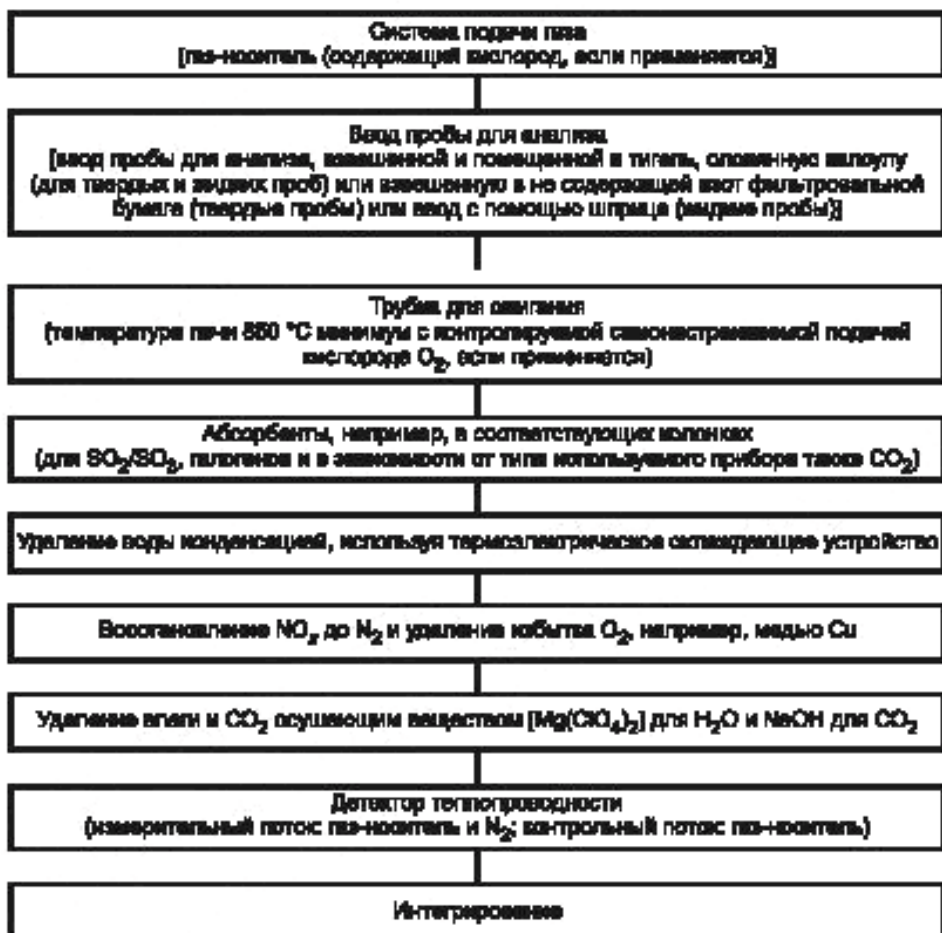 Система подачи газа
[газ-носитель (содержащий кислород, если применяется)]
Ввод пробы для анализа
[ввод пробы для анализа, взвешенной и помещенной в тигель, оловянную капсулу
(для твердых и жидких проб) или взвешенную в не содержащей азот фильтровальной
бумаге (твердые пробы) или ввод с помощью шприца (жидкие пробы)]
Трубка для сжигания
(температура печи 850 °С минимум с контролируемой самонастраиваемой подачей
кислорода O₂, если применяется)
Абсорбенты, например, в соответствующих колонках
(для SO₂/SO₃, галогенов и в зависимости от типа используемого прибора также CO₂)
Удаление воды конденсацией, используя термоэлектрическое охлаждающее устройство
Восстановление NOₓ до N₂ и удаление избытка O₂, например, медью Cu
Удаление влаги и CO₂ осушающим веществом [Mg(ClO₄)₂] для H₂O и NaOH для CO₂
Детектор теплопроводности
(измерительный поток: газ-носитель и N₂; контрольный поток: газ-носитель)
Интегрирование